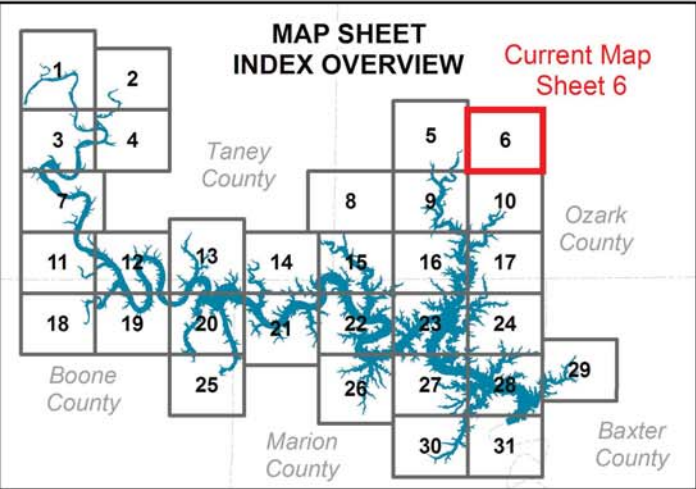 MAP SHEET
INDEX OVERVIEW
Current Map
Sheet 6
1
2
3
4
5
6
Taney
County
7
8
9
10
Ozark
County
11
12
13
14
15
16
17
18
19
20
21
22
23
24
25
26
27
28
29
30
31
Boone
County
Marion
County
Baxter
County